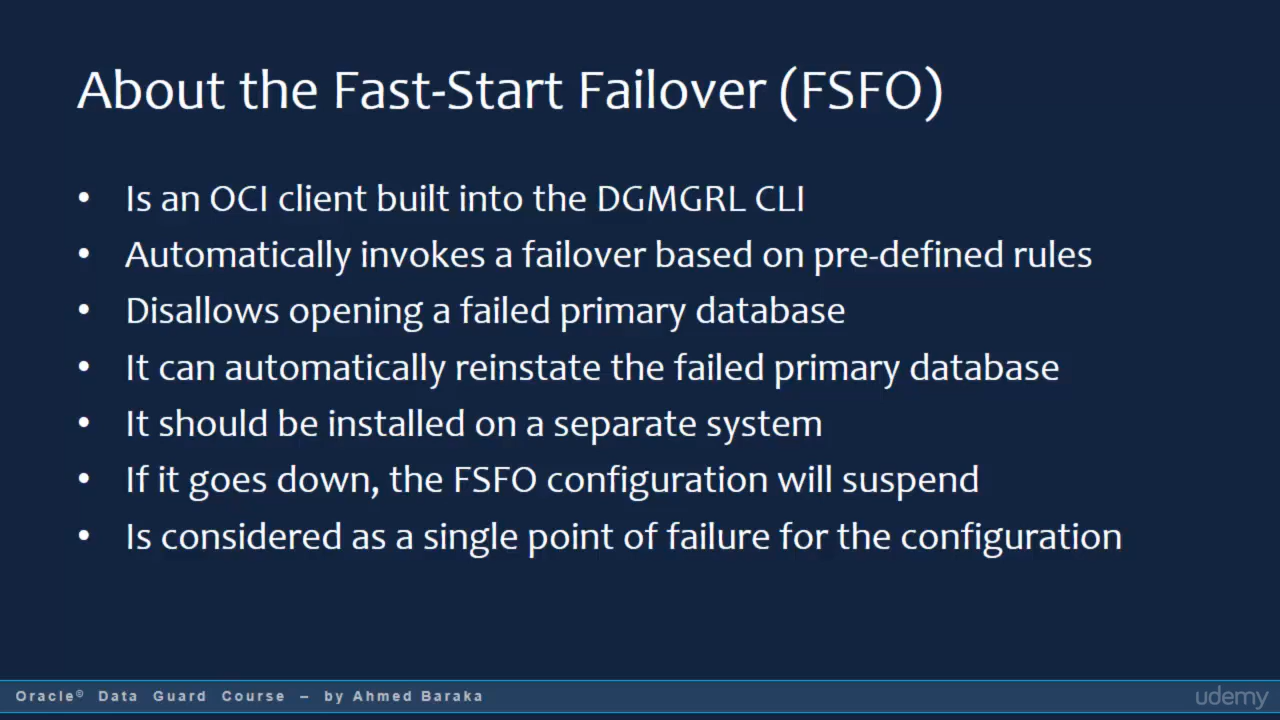 About the Fast-Start Failover (FSFO)
• Is an OCI client built into the DGMGRL CLI
• Automatically invokes a failover based on pre-defined rules
• Disallows opening a failed primary database
• It can automatically reinstate the failed primary database
• It should be installed on a separate system
• If it goes down, the FSFO configuration will suspend
• Is considered as a single point of failure for the configuration
Oracle© Data Guard Course – by Ahmed Baraka
udemy